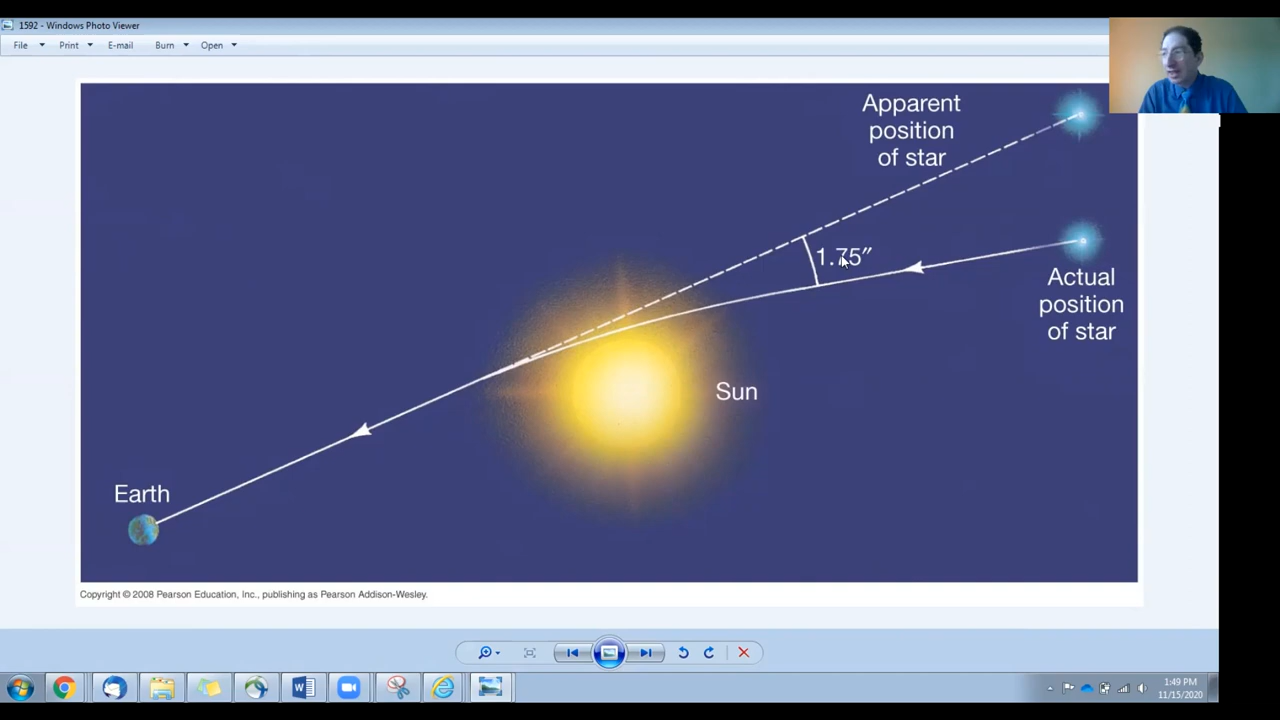 1592 - Windows Photo Viewer
File Print E-mail Burn Open
Apparent
position
of star
1.75″
Actual
position
of star
Sun
Earth
Copyright © 2008 Pearson Education, Inc., publishing as Pearson Addison-Wesley.
1:49 PM
11/15/2020